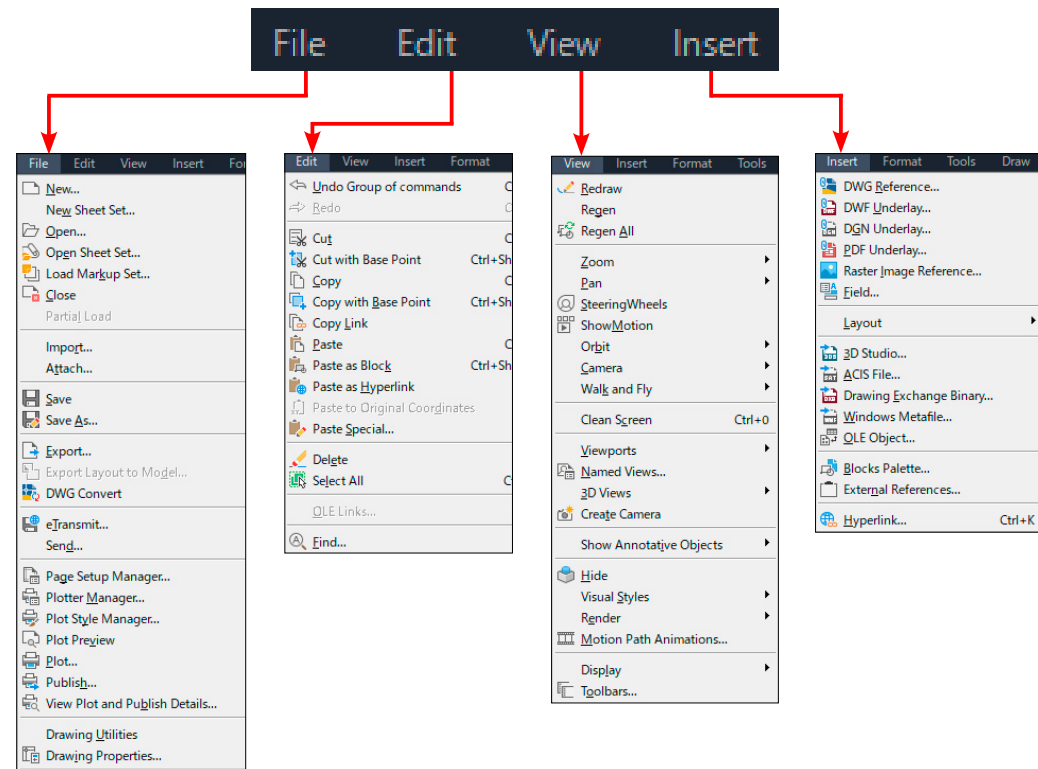 File Edit View Insert
File Edit View Insert For
New...
New Sheet Set...
Open...
Open Sheet Set...
Load Markup Set...
Close
Partial Load
Import...
Attach...
Save
Save As...
Export...
Export Layout to Model...
DWG Convert
eTransmit...
Send...
Page Setup Manager...
Plotter Manager...
Plot Style Manager...
Plot Preview
Plot...
Publish...
View Plot and Publish Details...
Drawing Utilities
Drawing Properties...
Edit View Insert Format
Undo Group of commands C
Redo C
Cut C
Cut with Base Point Ctrl+Sh
Copy C
Copy with Base Point Ctrl+Sh
Copy Link
Paste C
Paste as Block Ctrl+Sh
Paste as Hyperlink
Paste to Original Coordinates
Paste Special...
Delete
Select All C
OLE Links...
Find...
View Insert Format Tools
Redraw
Regen
Regen All
Zoom
Pan
SteeringWheels
ShowMotion
Orbit
Camera
Walk and Fly
Clean Screen Ctrl+0
Viewports
Named Views...
3D Views
Create Camera
Show Annotative Objects
Hide
Visual Styles
Render
Motion Path Animations...
Display
Toolbars...
Insert Format Tools Draw
DWG Reference...
DWF Underlay...
DGN Underlay...
PDF Underlay...
Raster Image Reference...
Field...
Layout
3D Studio...
ACIS File...
Drawing Exchange Binary...
Windows Metafile...
OLE Object...
Blocks Palette...
External References...
Hyperlink... Ctrl+K